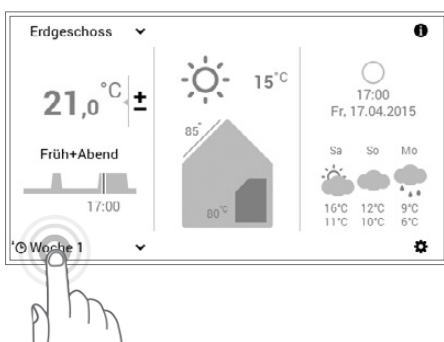 Erdgeschoss
21,0 °C ±
Früh+Abend
17:00
Woche 1
15°C
85°
80°C
17:00
Fr, 17.04.2015
Sa So Mo
16°C 12°C 9°C
11°C 10°C 6°C